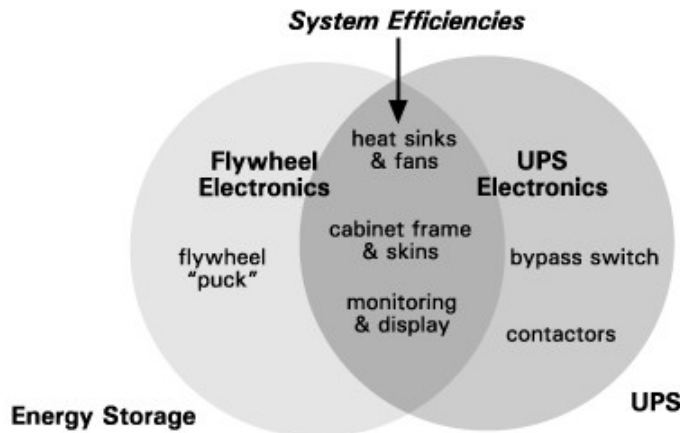 System Efficiencies
heat sinks
& fans
Flywheel
Electronics
UPS
Electronics
cabinet frame
& skins
flywheel
“puck”
bypass switch
monitoring
& display
contactors
Energy Storage
UPS